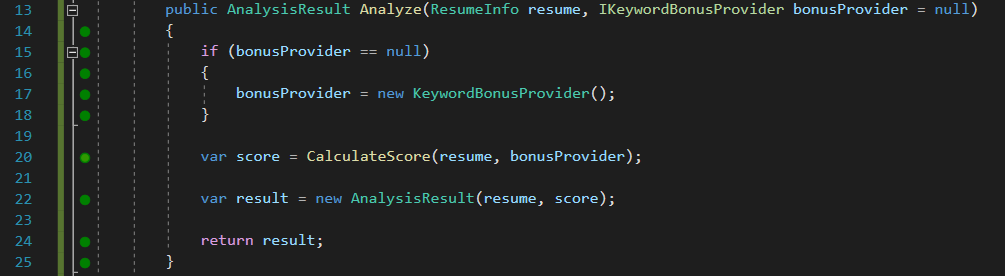 13 public AnalysisResult Analyze(ResumeInfo resume, IKeywordBonusProvider bonusProvider = null)
14 {
15 if (bonusProvider == null)
16 {
17 bonusProvider = new KeywordBonusProvider();
18 }
19
20 var score = CalculateScore(resume, bonusProvider);
21
22 var result = new AnalysisResult(resume, score);
23
24 return result;
25 }